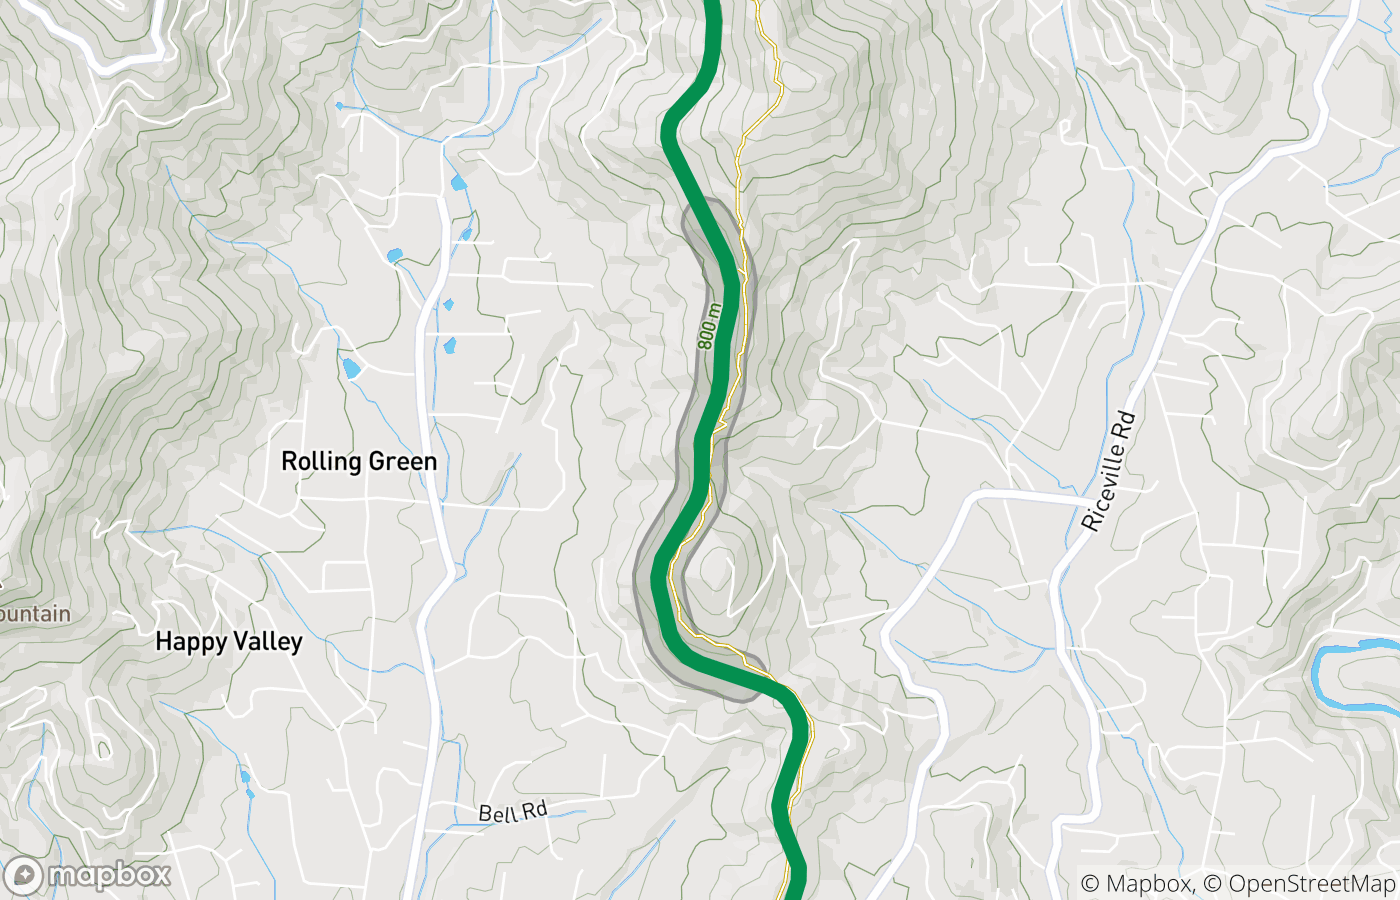 800 m
Rolling Green
Riceville Rd
ountain
Happy Valley
Bell Rd
mapbox
© Mapbox, © OpenStreetMap